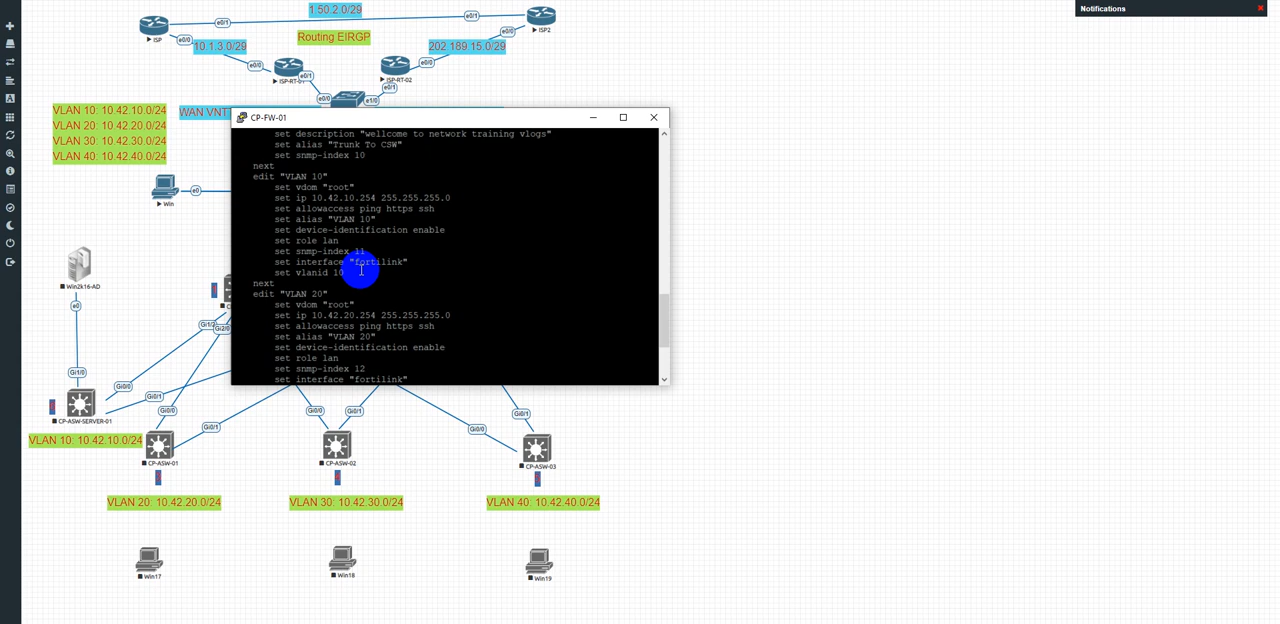 Notifications
1.50.2.0/29
e0/1
e0/1
ISP
ISP2
e0/0
e0/0
Routing EIRGP
10.1.3.0/29
202.189.15.0/29
e0/0
e0/0
e0/1
e0/1
ISP-RT-02
e0/0
e1/0
VLAN 10: 10.42.10.0/24
VLAN 20: 10.42.20.0/24
VLAN 30: 10.42.30.0/24
VLAN 40: 10.42.40.0/24
WAN VNT
CP-FW-01
set description "wellcome to network training vlogs"
set alias "Trunk To CSW"
set snmp-index 10
next
edit "VLAN 10"
set vdom "root"
set ip 10.42.10.254 255.255.255.0
set allowaccess ping https ssh
set alias "VLAN 10"
set device-identification enable
set role lan
set snmp-index 11
set interface "fortilink"
set vlanid 10
next
edit "VLAN 20"
set vdom "root"
set ip 10.42.20.254 255.255.255.0
set allowaccess ping https ssh
set alias "VLAN 20"
set device-identification enable
set role lan
set snmp-index 12
set interface "fortilink"
e0
Win
Win2k16-AD
e0
Gi2/0
Gi1/0
Gi0/0
Gi0/1
Gi0/0
Gi0/1
Gi0/0
Gi0/1
Gi0/0
Gi0/1
CP-ASW-SERVER-01
VLAN 10: 10.42.10.0/24
CP-ASW-01
CP-ASW-02
CP-ASW-03
VLAN 20: 10.42.20.0/24
VLAN 30: 10.42.30.0/24
VLAN 40: 10.42.40.0/24
Win17
Win18
Win19